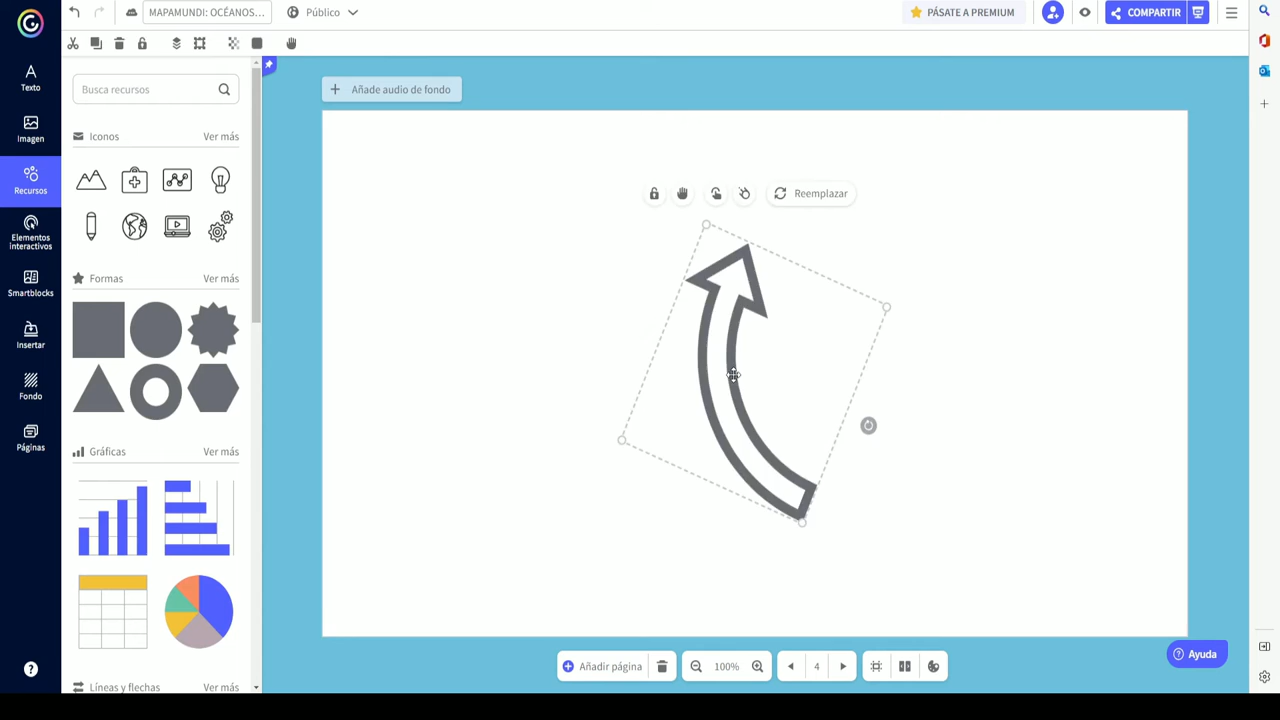 MAPAMUNDI: OCÉANOS...
Público
PÁSATE A PREMIUM
COMPARTIR
Texto
Imagen
Recursos
Elementos
interactivos
Smartblocks
Insertar
Fondo
Páginas
Busca recursos
Iconos
Ver más
Formas
Ver más
Gráficas
Ver más
Líneas y flechas
Ver más
Añade audio de fondo
Reemplazar
Añadir página
100%
4
Ayuda